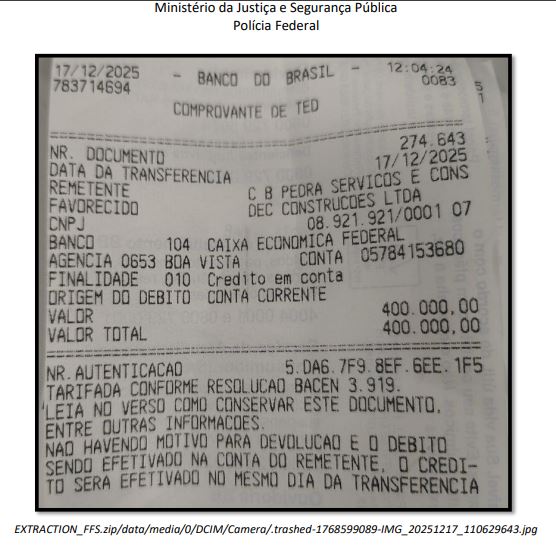 Ministério da Justiça e Segurança Pública
Polícia Federal
17/12/2025 - BANCO DO BRASIL - 12:04:24
783714694 0083
COMPROVANTE DE TED
NR. DOCUMENTO 274.643
DATA DA TRANSFERENCIA 17/12/2025
REMETENTE C B PEDRA SERVICOS E CONS
FAVORECIDO DEC CONSTRUCOES LTDA
CNPJ 08.921.921/0001 07
BANCO 104 CAIXA ECONOMICA FEDERAL
AGENCIA 0653 BOA VISTA CONTA 05784153680
FINALIDADE 010 Credito em conta
ORIGEM DO DEBITO CONTA CORRENTE
VALOR 400.000,00
VALOR TOTAL 400.000,00
NR.AUTENTICACAO 5.DA6.7F9.8EF.6EE.1F5
TARIFADA CONFORME RESOLUCAO BACEN 3.919.
LEIA NO VERSO COMO CONSERVAR ESTE DOCUMENTO,
ENTRE OUTRAS INFORMACOES.
NAO HAVENDO MOTIVO PARA DEVOLUCAO E O DEBITO
SENDO EFETIVADO NA CONTA DO REMETENTE, O CREDI-
TO SERA EFETIVADO NO MESMO DIA DA TRANSFERENCIA
EXTRACTION_FFS.zip/data/media/0/DCIM/Camera/.trashed-1768599089-IMG_20251217_110629643.jpg